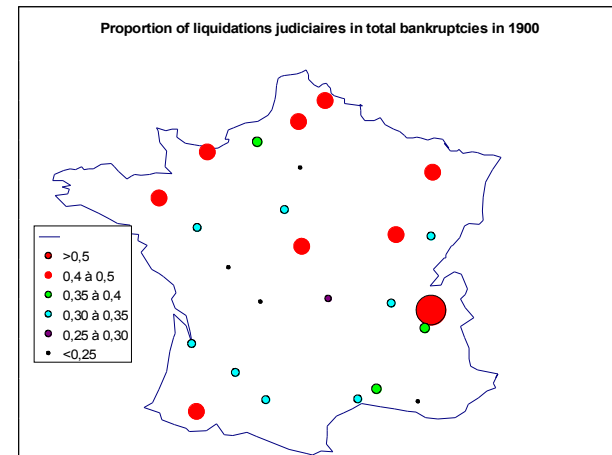 Proportion of liquidations judiciaires in total bankruptcies in 1900
>0,5
0,4 à 0,5
0,35 à 0,4
0,30 à 0,35
0,25 à 0,30
<0,25